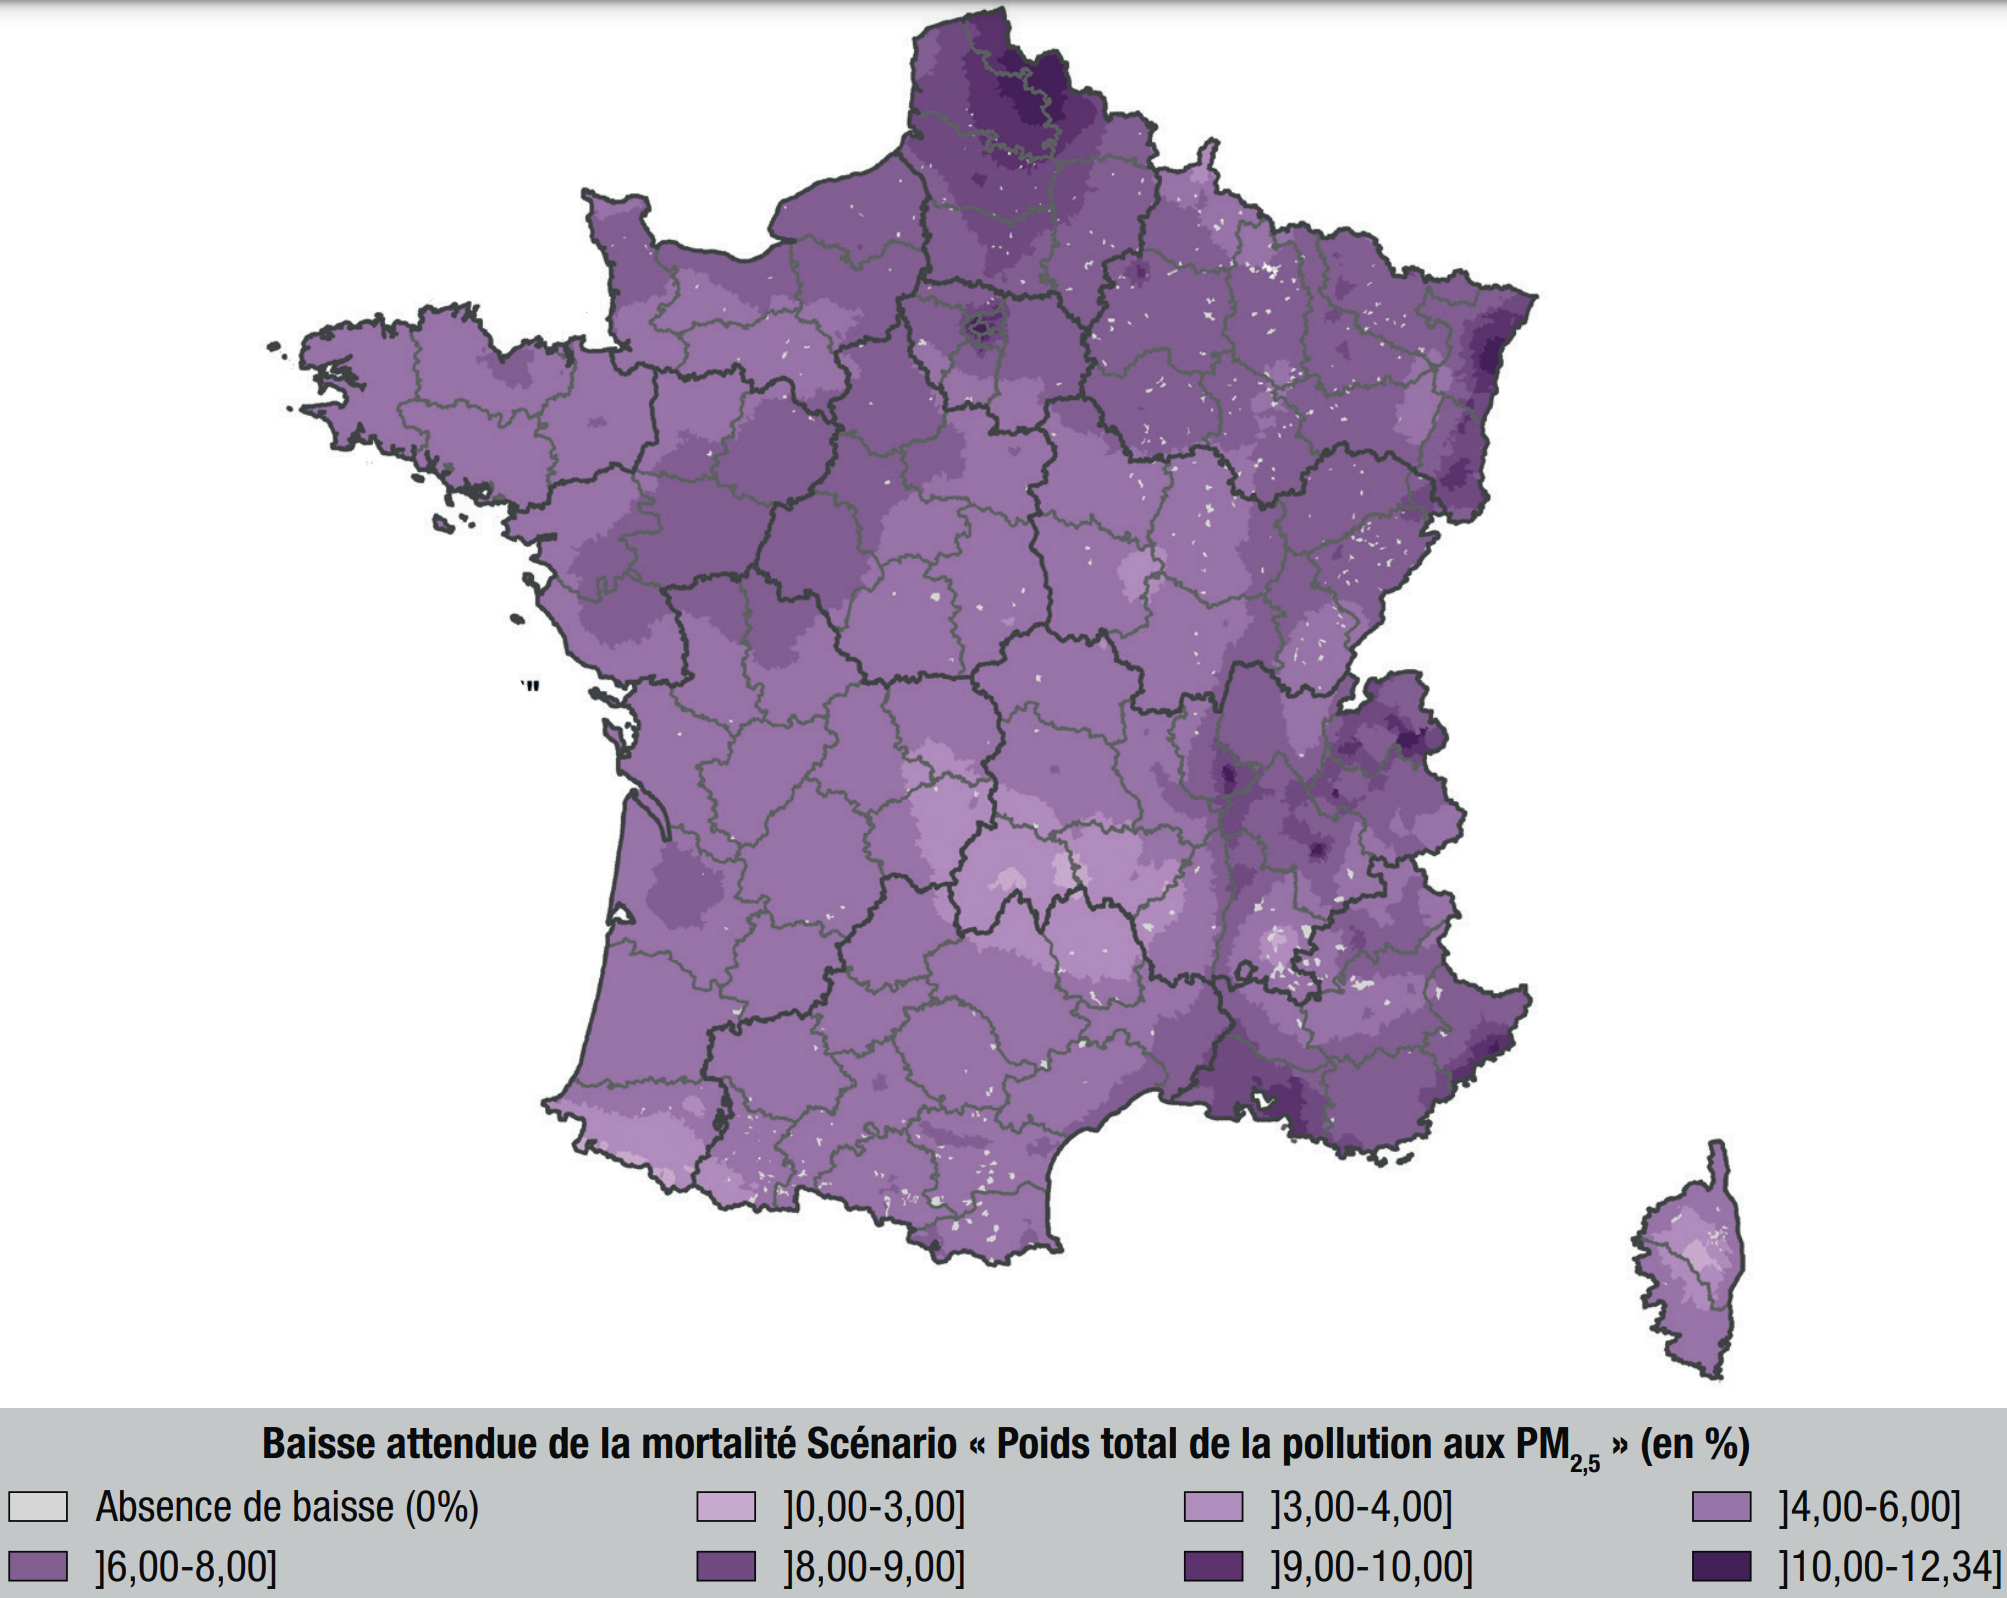 Baisse attendue de la mortalité Scénario « Poids total de la pollution aux PM2,5 » (en %)
Absence de baisse (0%) ]0,00-3,00] ]3,00-4,00] ]4,00-6,00]
]6,00-8,00] ]8,00-9,00] ]9,00-10,00] ]10,00-12,34]